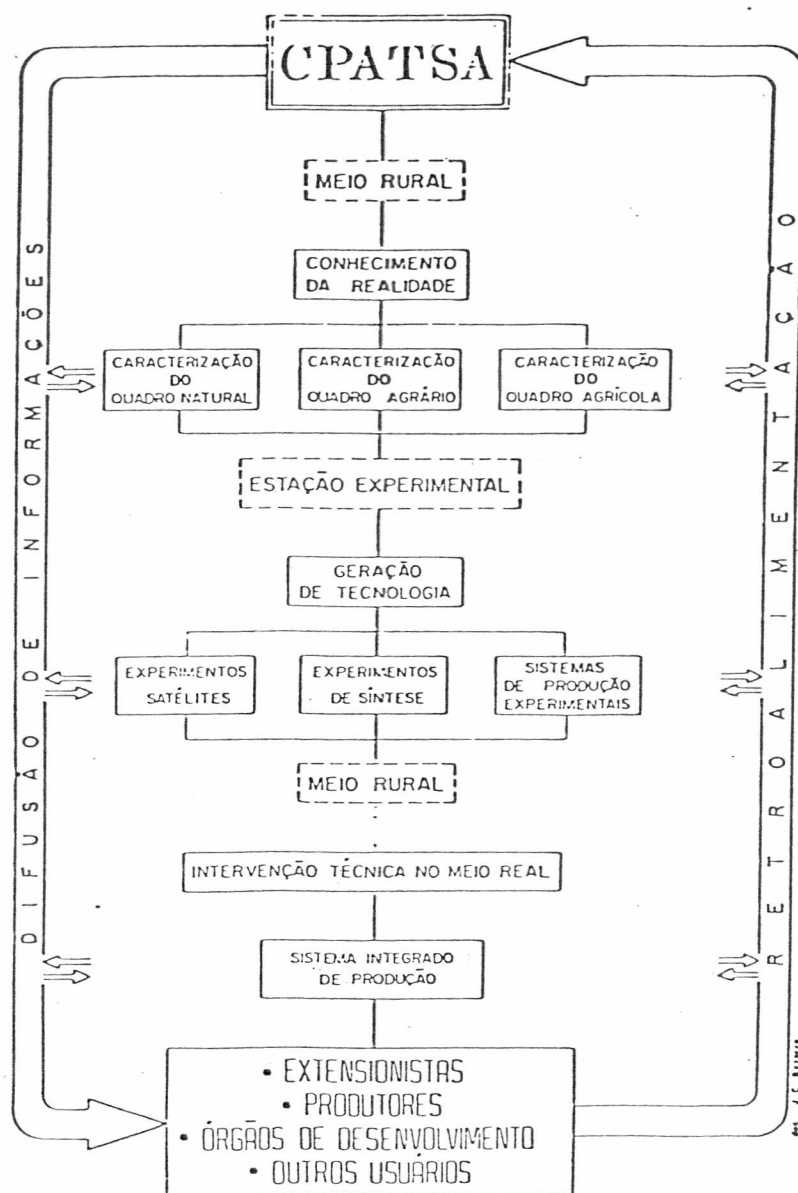 CPATSA
MEIO RURAL
CONHECIMENTO
DA REALIDADE
CARACTERIZAÇÃO
DO
QUADRO NATURAL
CARACTERIZAÇÃO
DO
QUADRO AGRÁRIO
CARACTERIZAÇÃO
DO
QUADRO AGRÍCOLA
ESTAÇÃO EXPERIMENTAL
GERAÇÃO
DE TECNOLOGIA
EXPERIMENTOS
SATÉLITES
EXPERIMENTOS
DE SÍNTESE
SISTEMAS
DE PRODUÇÃO
EXPERIMENTAIS
MEIO RURAL
INTERVENÇÃO TÉCNICA NO MEIO REAL
SISTEMA INTEGRADO
DE PRODUÇÃO
• EXTENSIONISTAS
• PRODUTORES
• ÓRGÃOS DE DESENVOLVIMENTO
• OUTROS USUÁRIOS
DIFUSÃO DE INFORMAÇÕES
RETROALIMENTAÇÃO